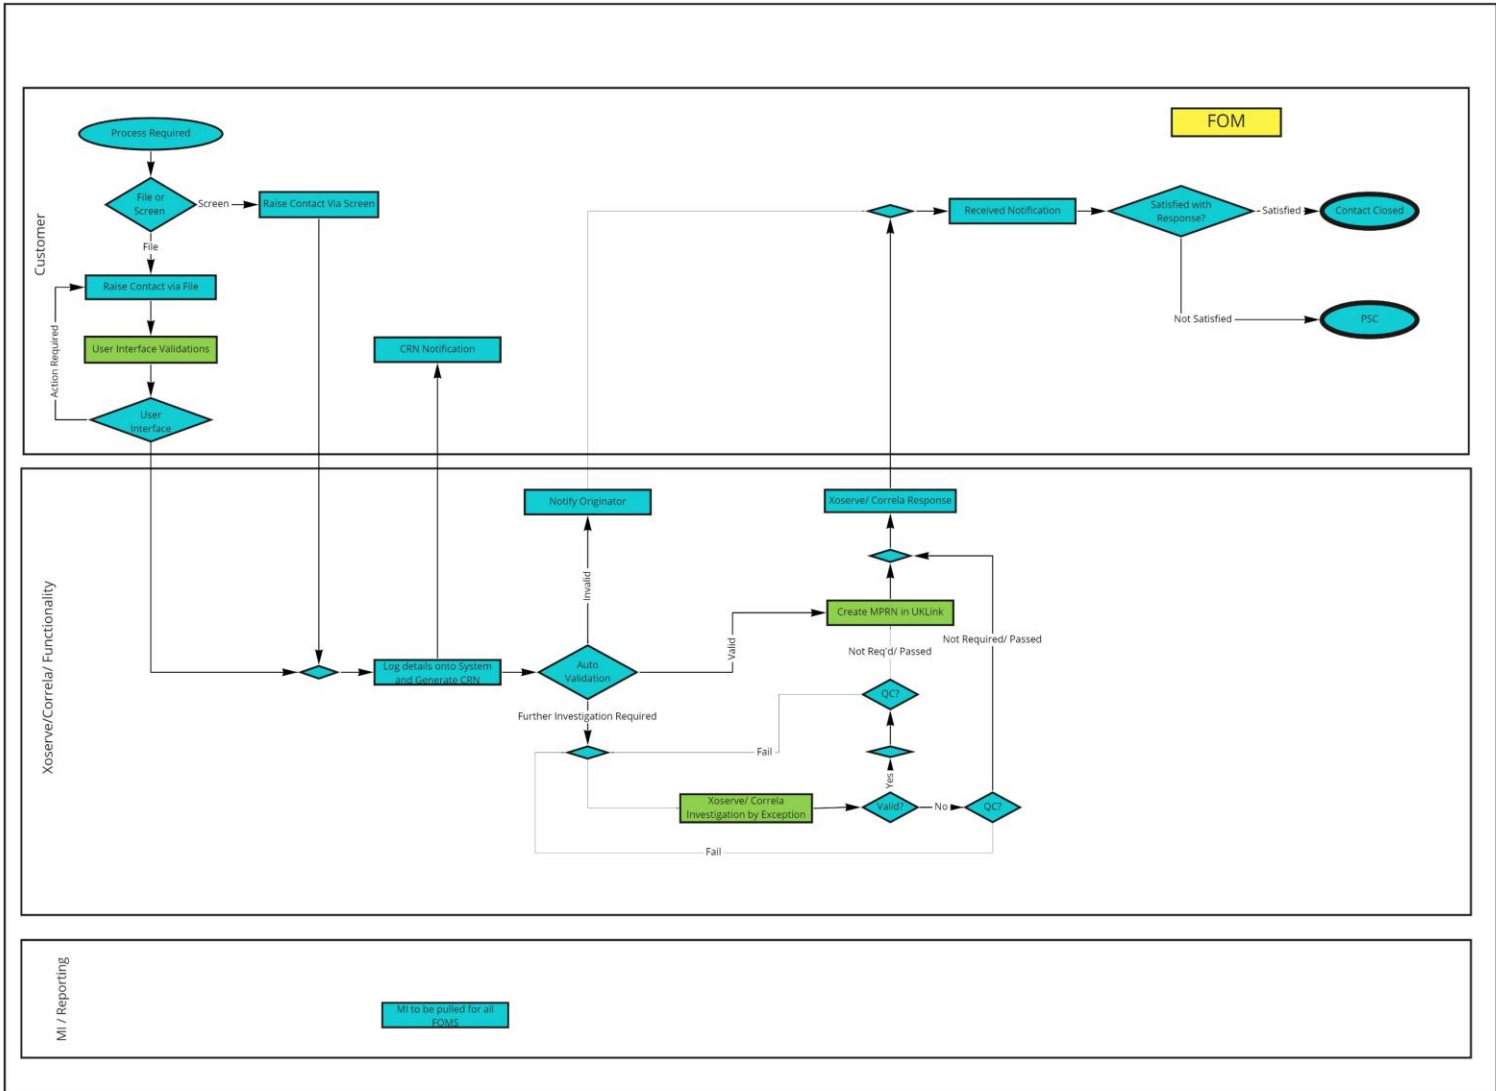 FOM
Customer
Process Required
File or
Screen
Screen
Raise Contact Via Screen
File
Raise Contact via File
Action Required
User Interface Validations
User
Interface
CRN Notification
Received Notification
Satisfied with
Response?
Satisfied
Contact Closed
Not Satisfied
PSC
Xoserve/Correla/ Functionality
Notify Originator
Xoserve/ Correla Response
Invalid
Create MPRN in UKLink
Valid
Not Req'd/ Passed
Not Required/ Passed
Log details onto System
and Generate CRN
Auto
Validation
QC?
Further Investigation Required
Fail
Yes
Xoserve/ Correla
Investigation by Exception
Valid?
No
QC?
Fail
MI / Reporting
MI to be pulled for all
FOMS